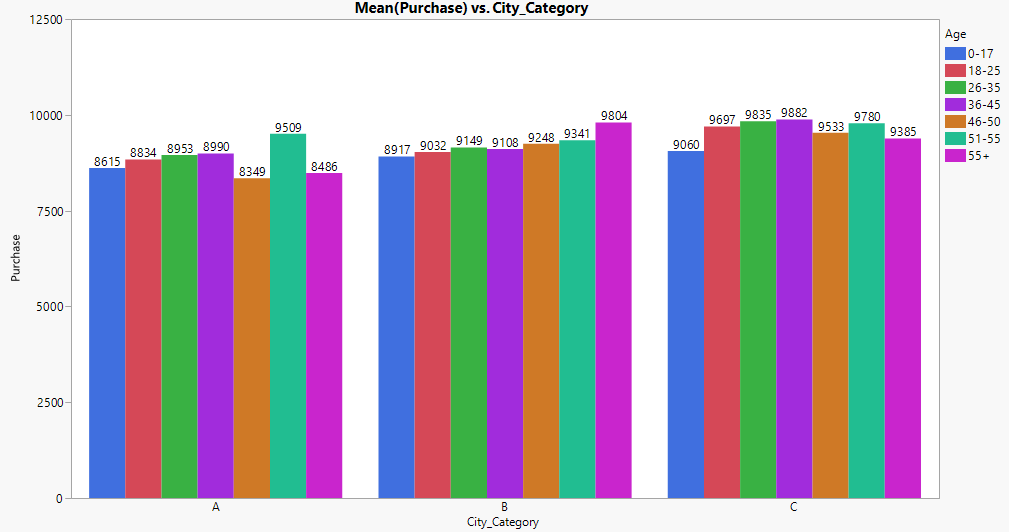 Mean(Purchase) vs. City_Category
12500
10000
7500
5000
2500
0
Purchase
8615 8834 8953 8990 8349 9509 8486
8917 9032 9149 9108 9248 9341 9804
9060 9697 9835 9882 9533 9780 9385
A B C
City_Category
Age
0-17
18-25
26-35
36-45
46-50
51-55
55+